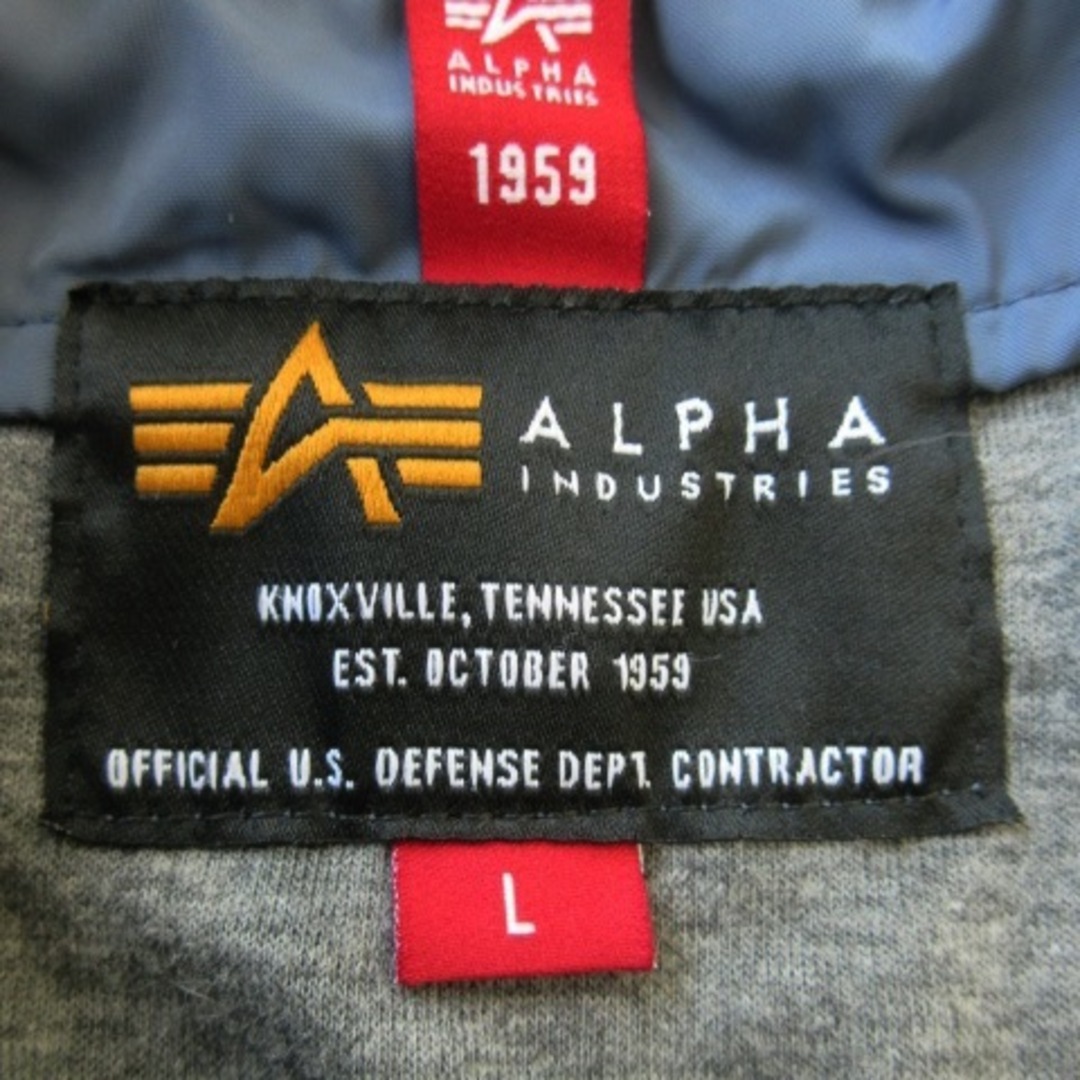 ALPHA
INDUSTRIES
1959
ALPHA
INDUSTRIES
KNOXVILLE, TENNESSEE USA
EST. OCTOBER 1959
OFFICIAL U.S. DEFENSE DEPT. CONTRACTOR
L